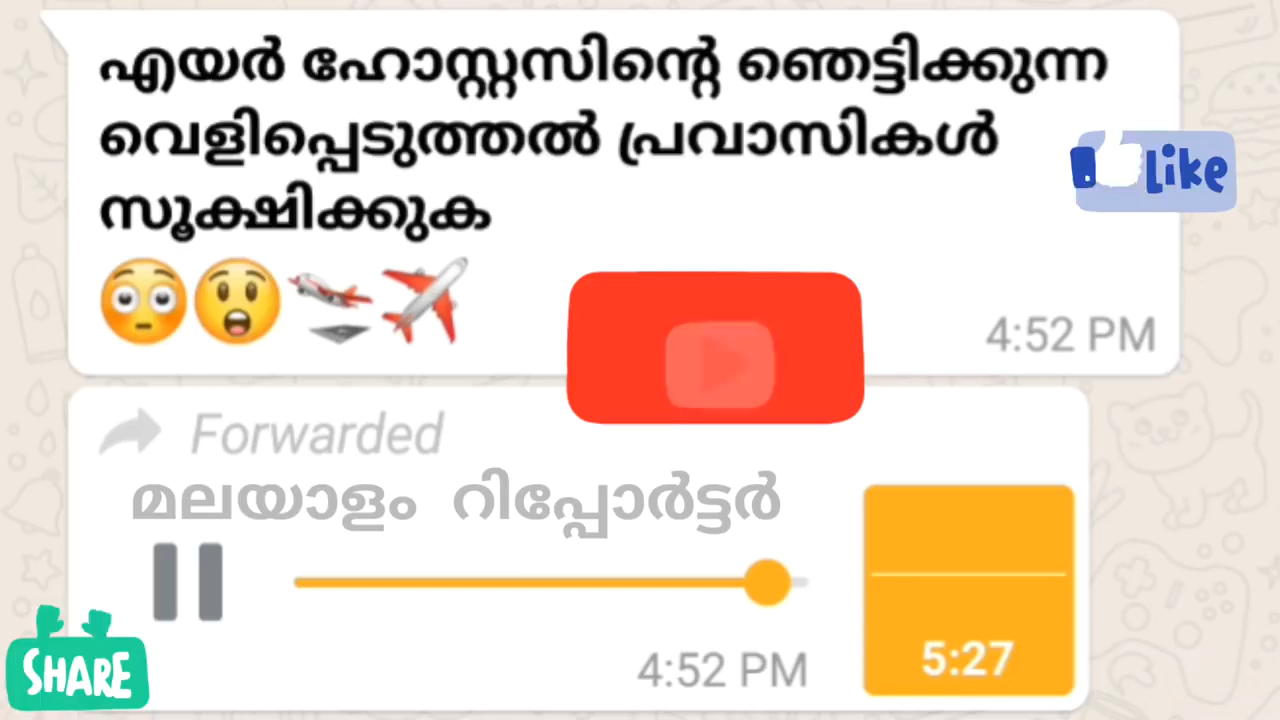 എയർ ഹോസ്റ്റസിന്റെ ഞെട്ടിക്കുന്ന
വെളിപ്പെടുത്തൽ പ്രവാസികൾ
സൂക്ഷിക്കുക
😳😲🛬✈️
Like
4:52 PM
Forwarded
മലയാളം റിപ്പോർട്ടർ
5:27
4:52 PM
SHARE